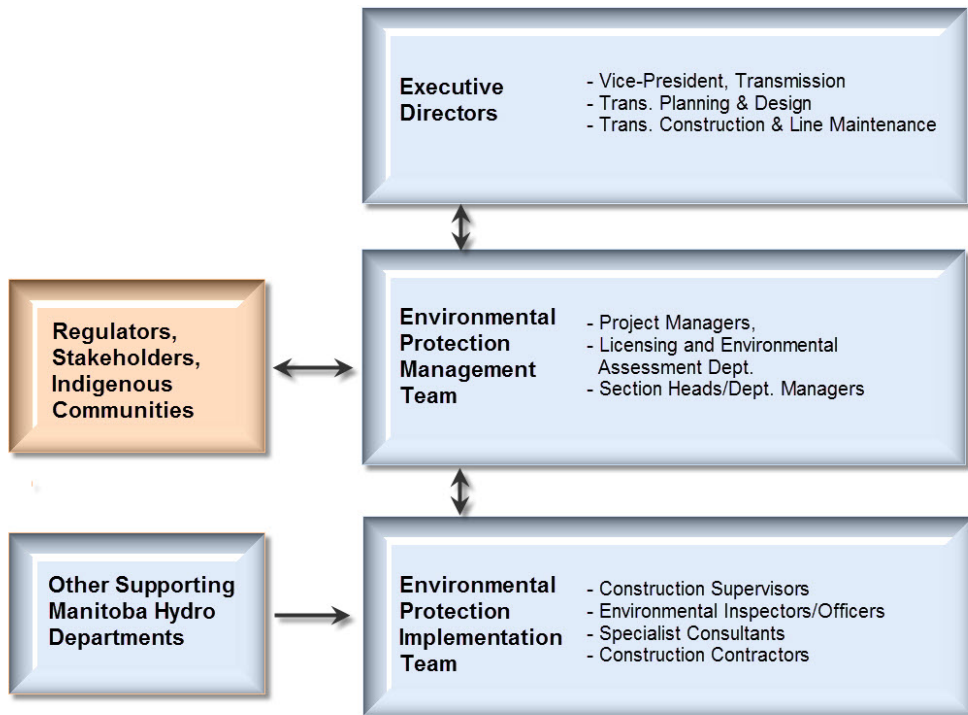 Executive
Directors
- Vice-President, Transmission
- Trans. Planning & Design
- Trans. Construction & Line Maintenance
Regulators,
Stakeholders,
Indigenous
Communities
Environmental
Protection
Management
Team
- Project Managers,
- Licensing and Environmental
Assessment Dept.
- Section Heads/Dept. Managers
Other Supporting
Manitoba Hydro
Departments
Environmental
Protection
Implementation
Team
- Construction Supervisors
- Environmental Inspectors/Officers
- Specialist Consultants
- Construction Contractors